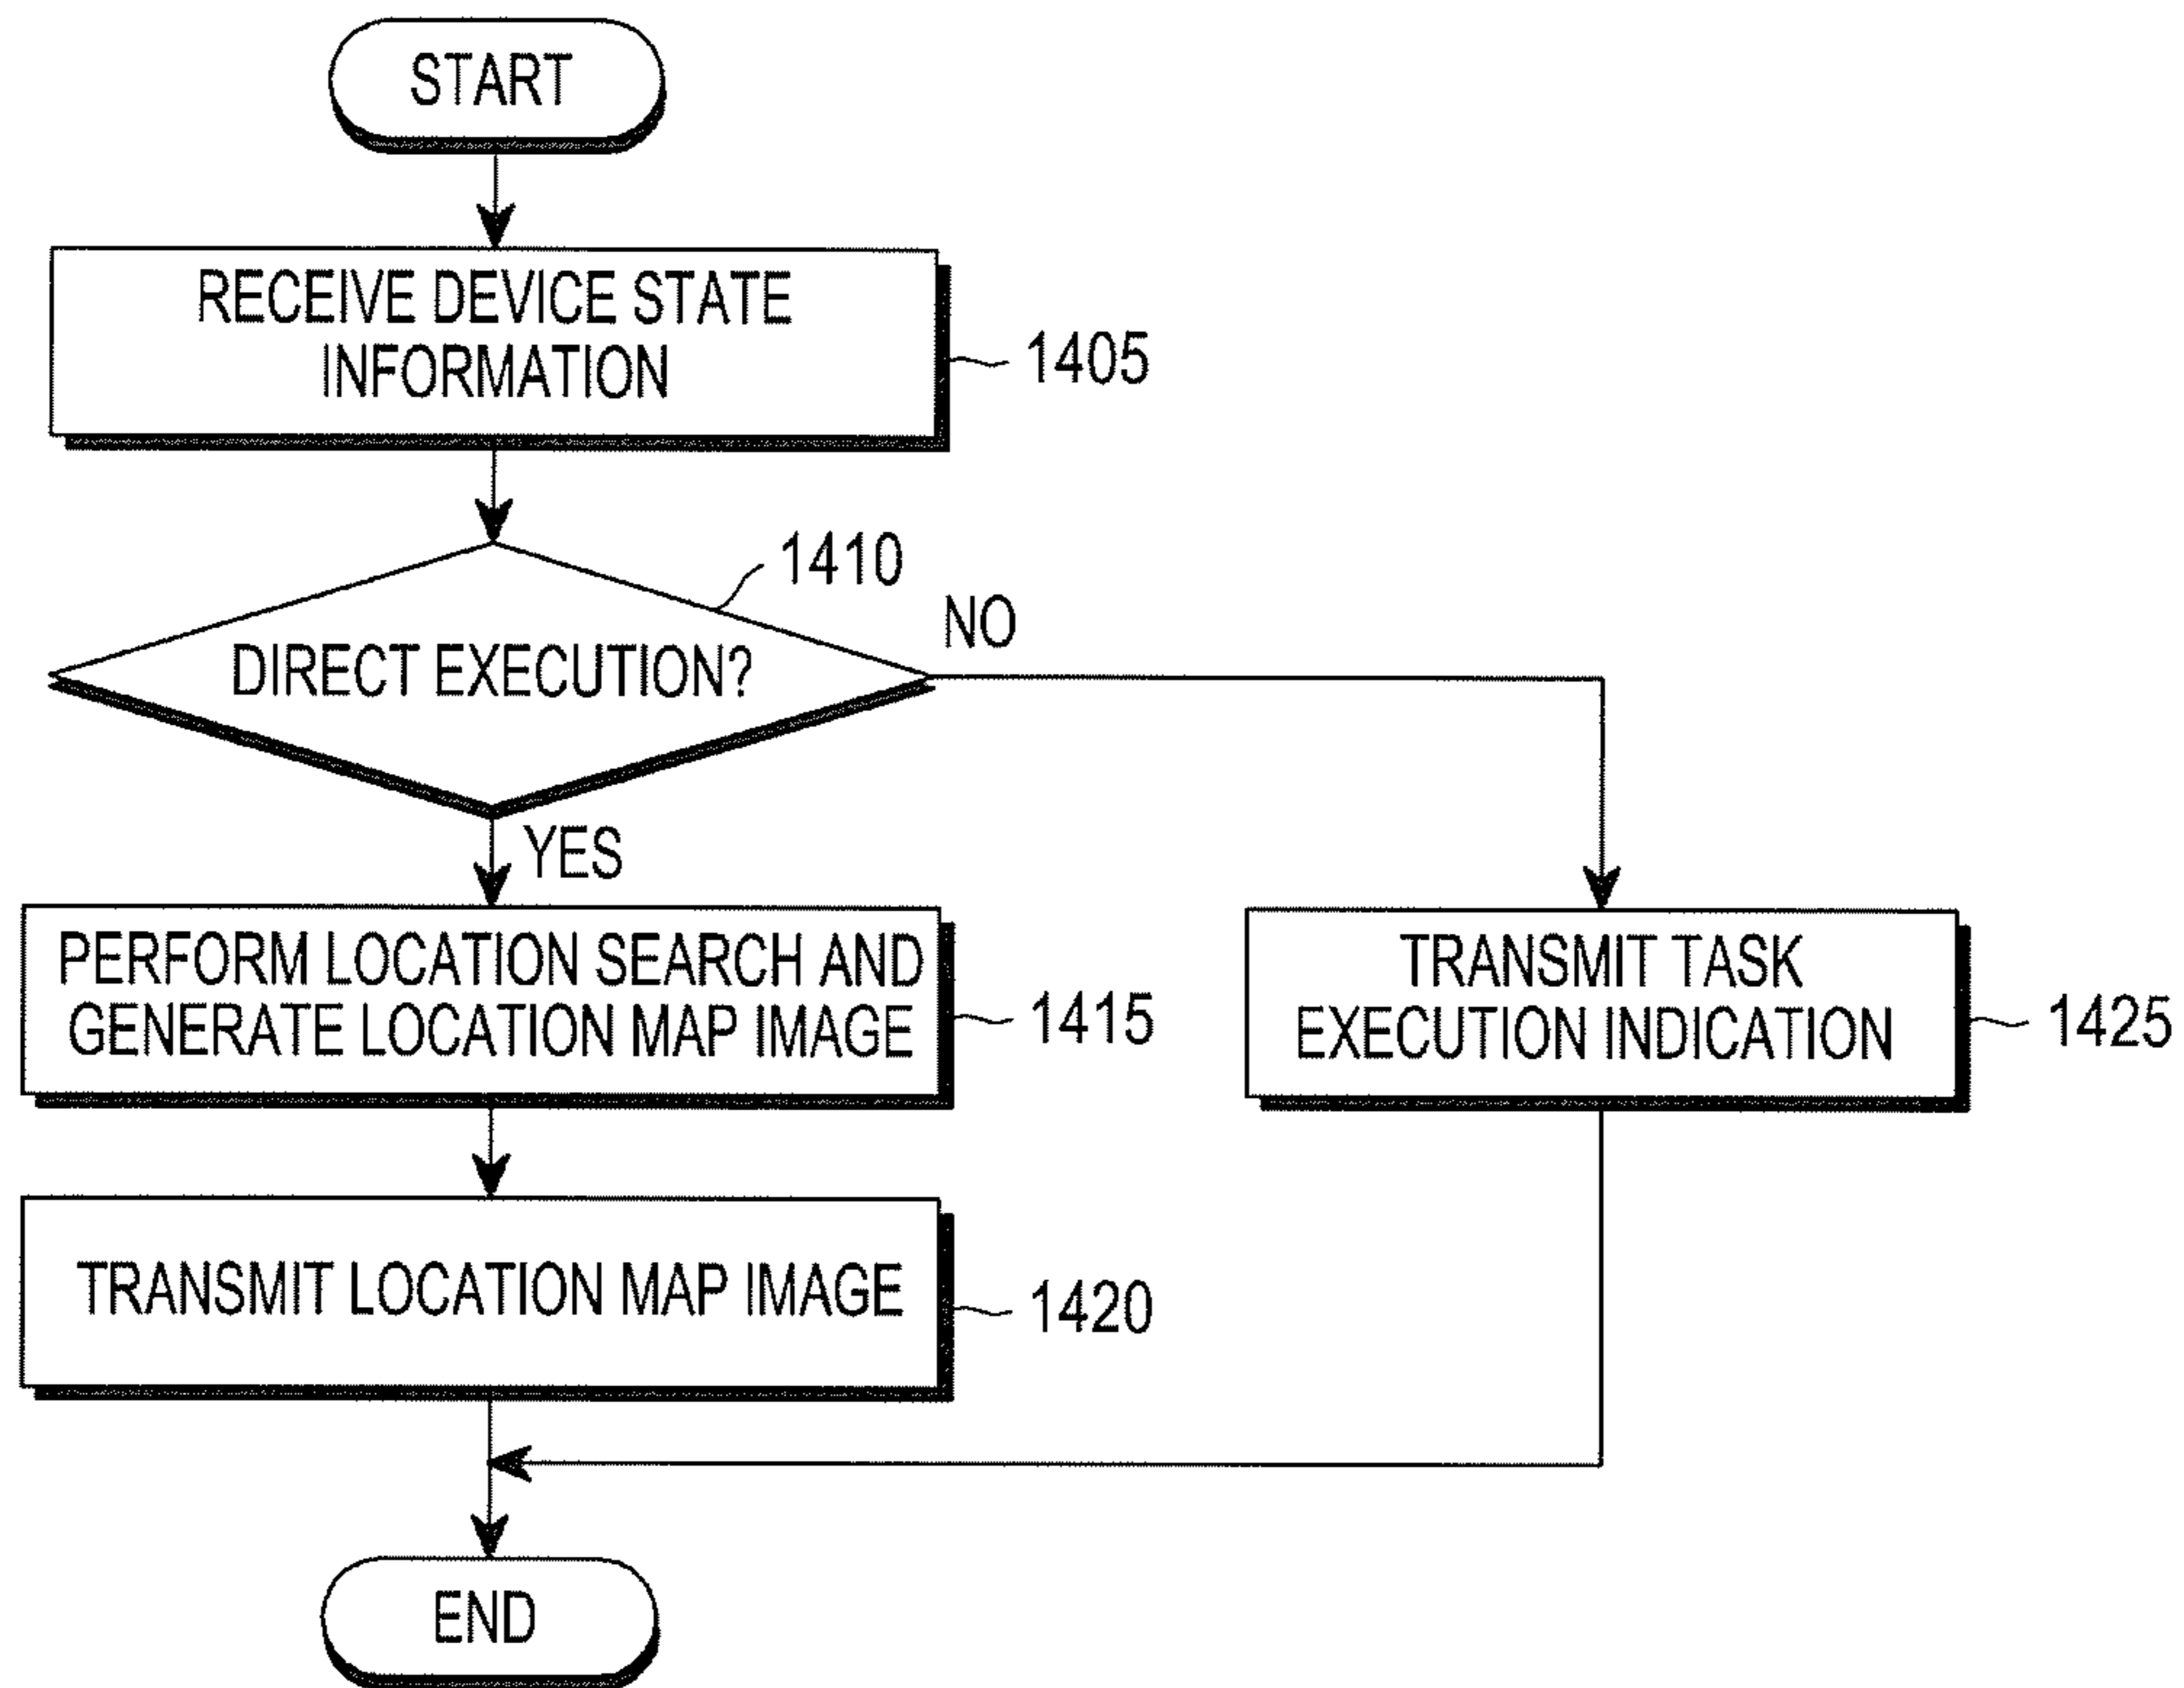 START
RECEIVE DEVICE STATE
INFORMATION
1405
1410
DIRECT EXECUTION?
NO
YES
PERFORM LOCATION SEARCH AND
GENERATE LOCATION MAP IMAGE
1415
TRANSMIT TASK
EXECUTION INDICATION
1425
TRANSMIT LOCATION MAP IMAGE
1420
END